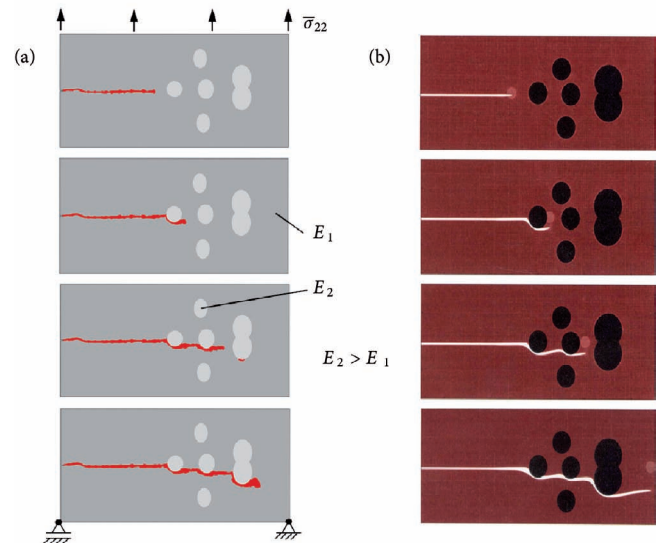 σ̅₂₂
(a)
(b)
E₁
E₂
E₂ > E₁